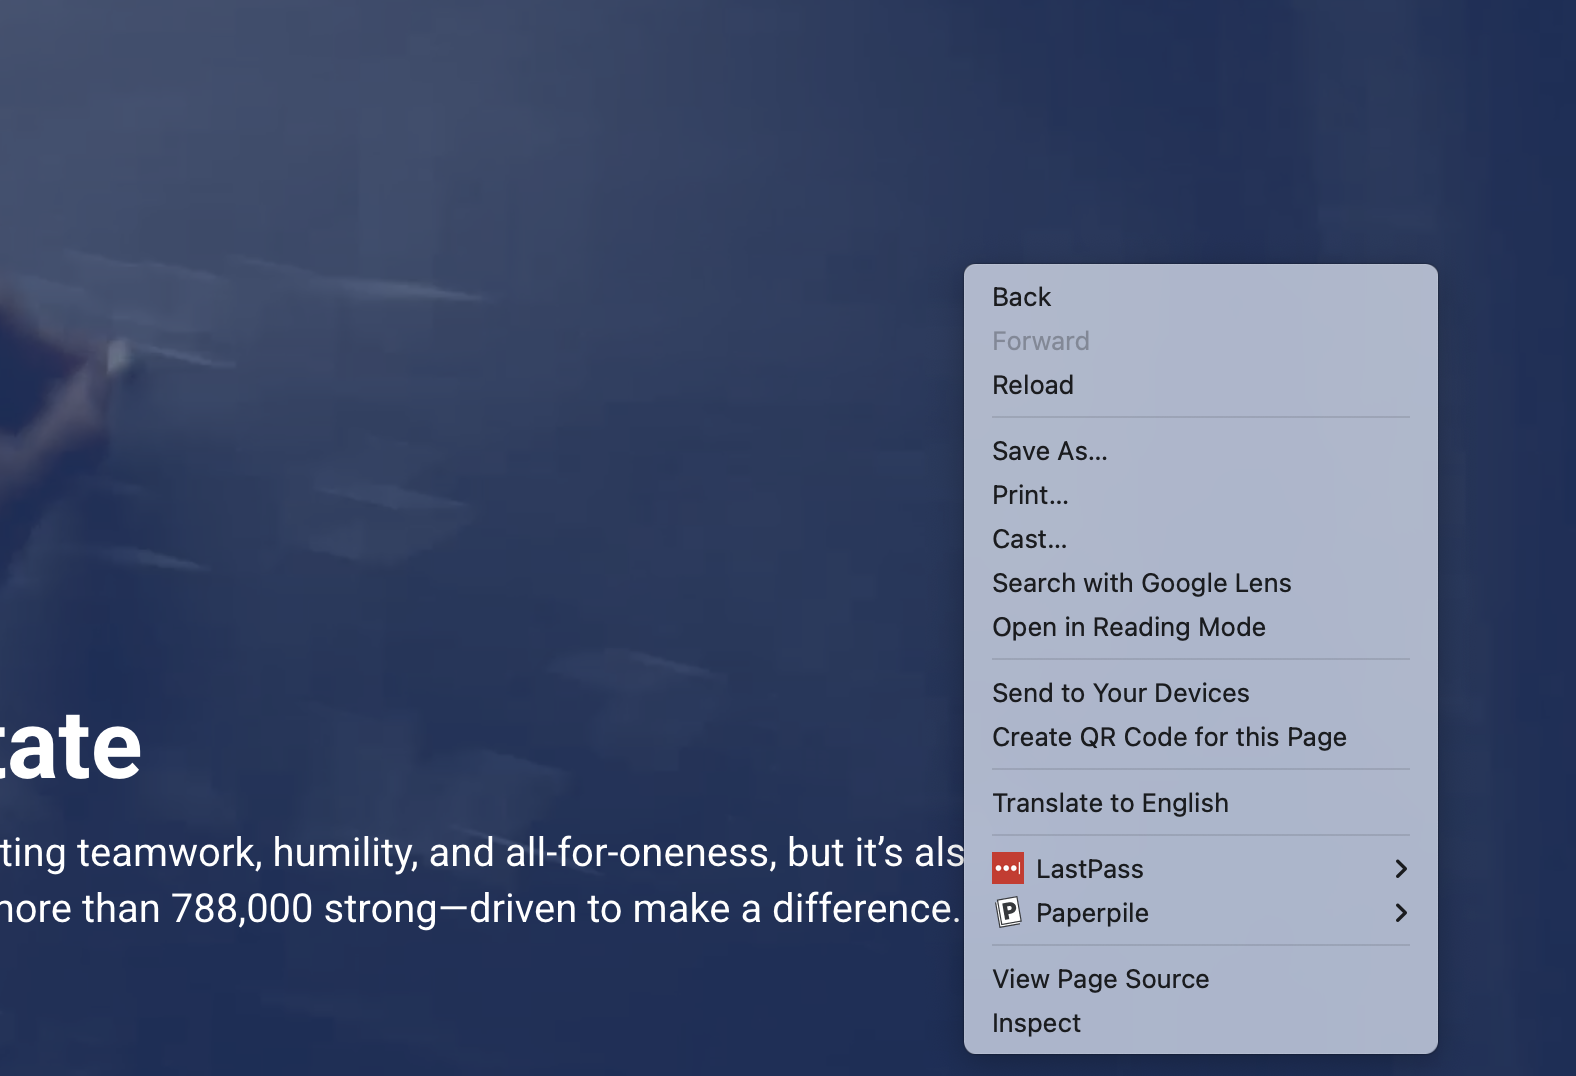 Back
Forward
Reload
Save As...
Print...
Cast...
Search with Google Lens
Open in Reading Mode
Send to Your Devices
tate
Create QR Code for this Page
Translate to English
ting teamwork, humility, and all-for-oneness, but it’s als
LastPass
more than 788,000 strong—driven to make a difference.
P Paperpile
View Page Source
Inspect